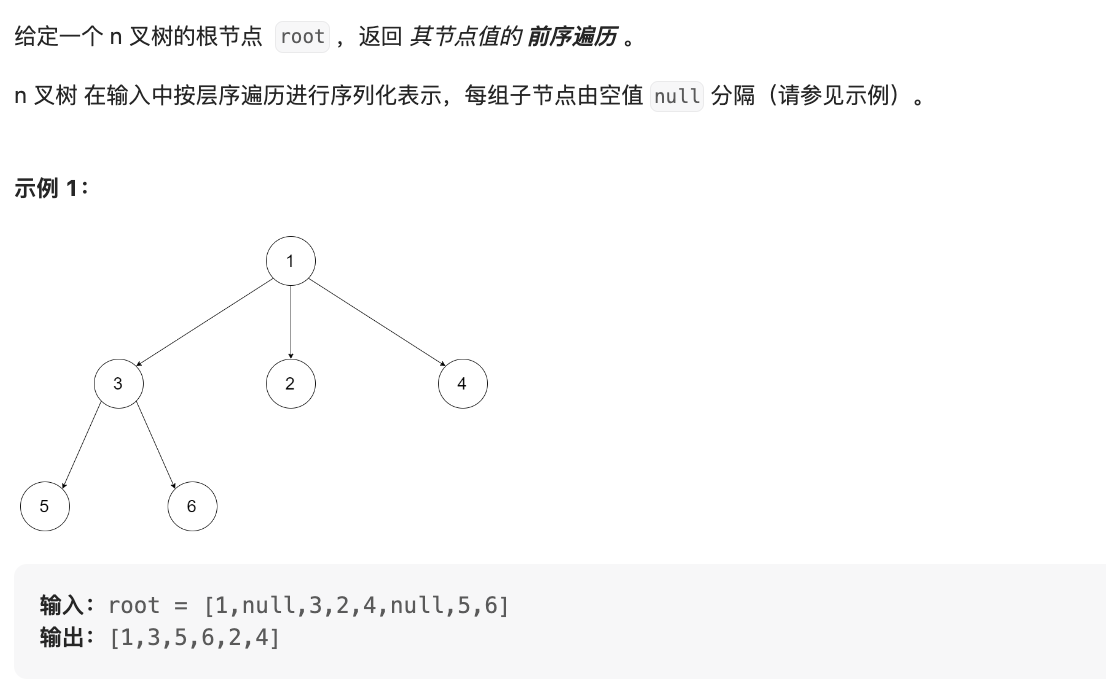 给定一个 n 叉树的根节点 root ，返回 其节点值的 前序遍历 。
n 叉树 在输入中按层序遍历进行序列化表示，每组子节点由空值 null 分隔（请参见示例）。
示例 1：
1
3 2 4
5 6
输入：root = [1,null,3,2,4,null,5,6]
输出：[1,3,5,6,2,4]